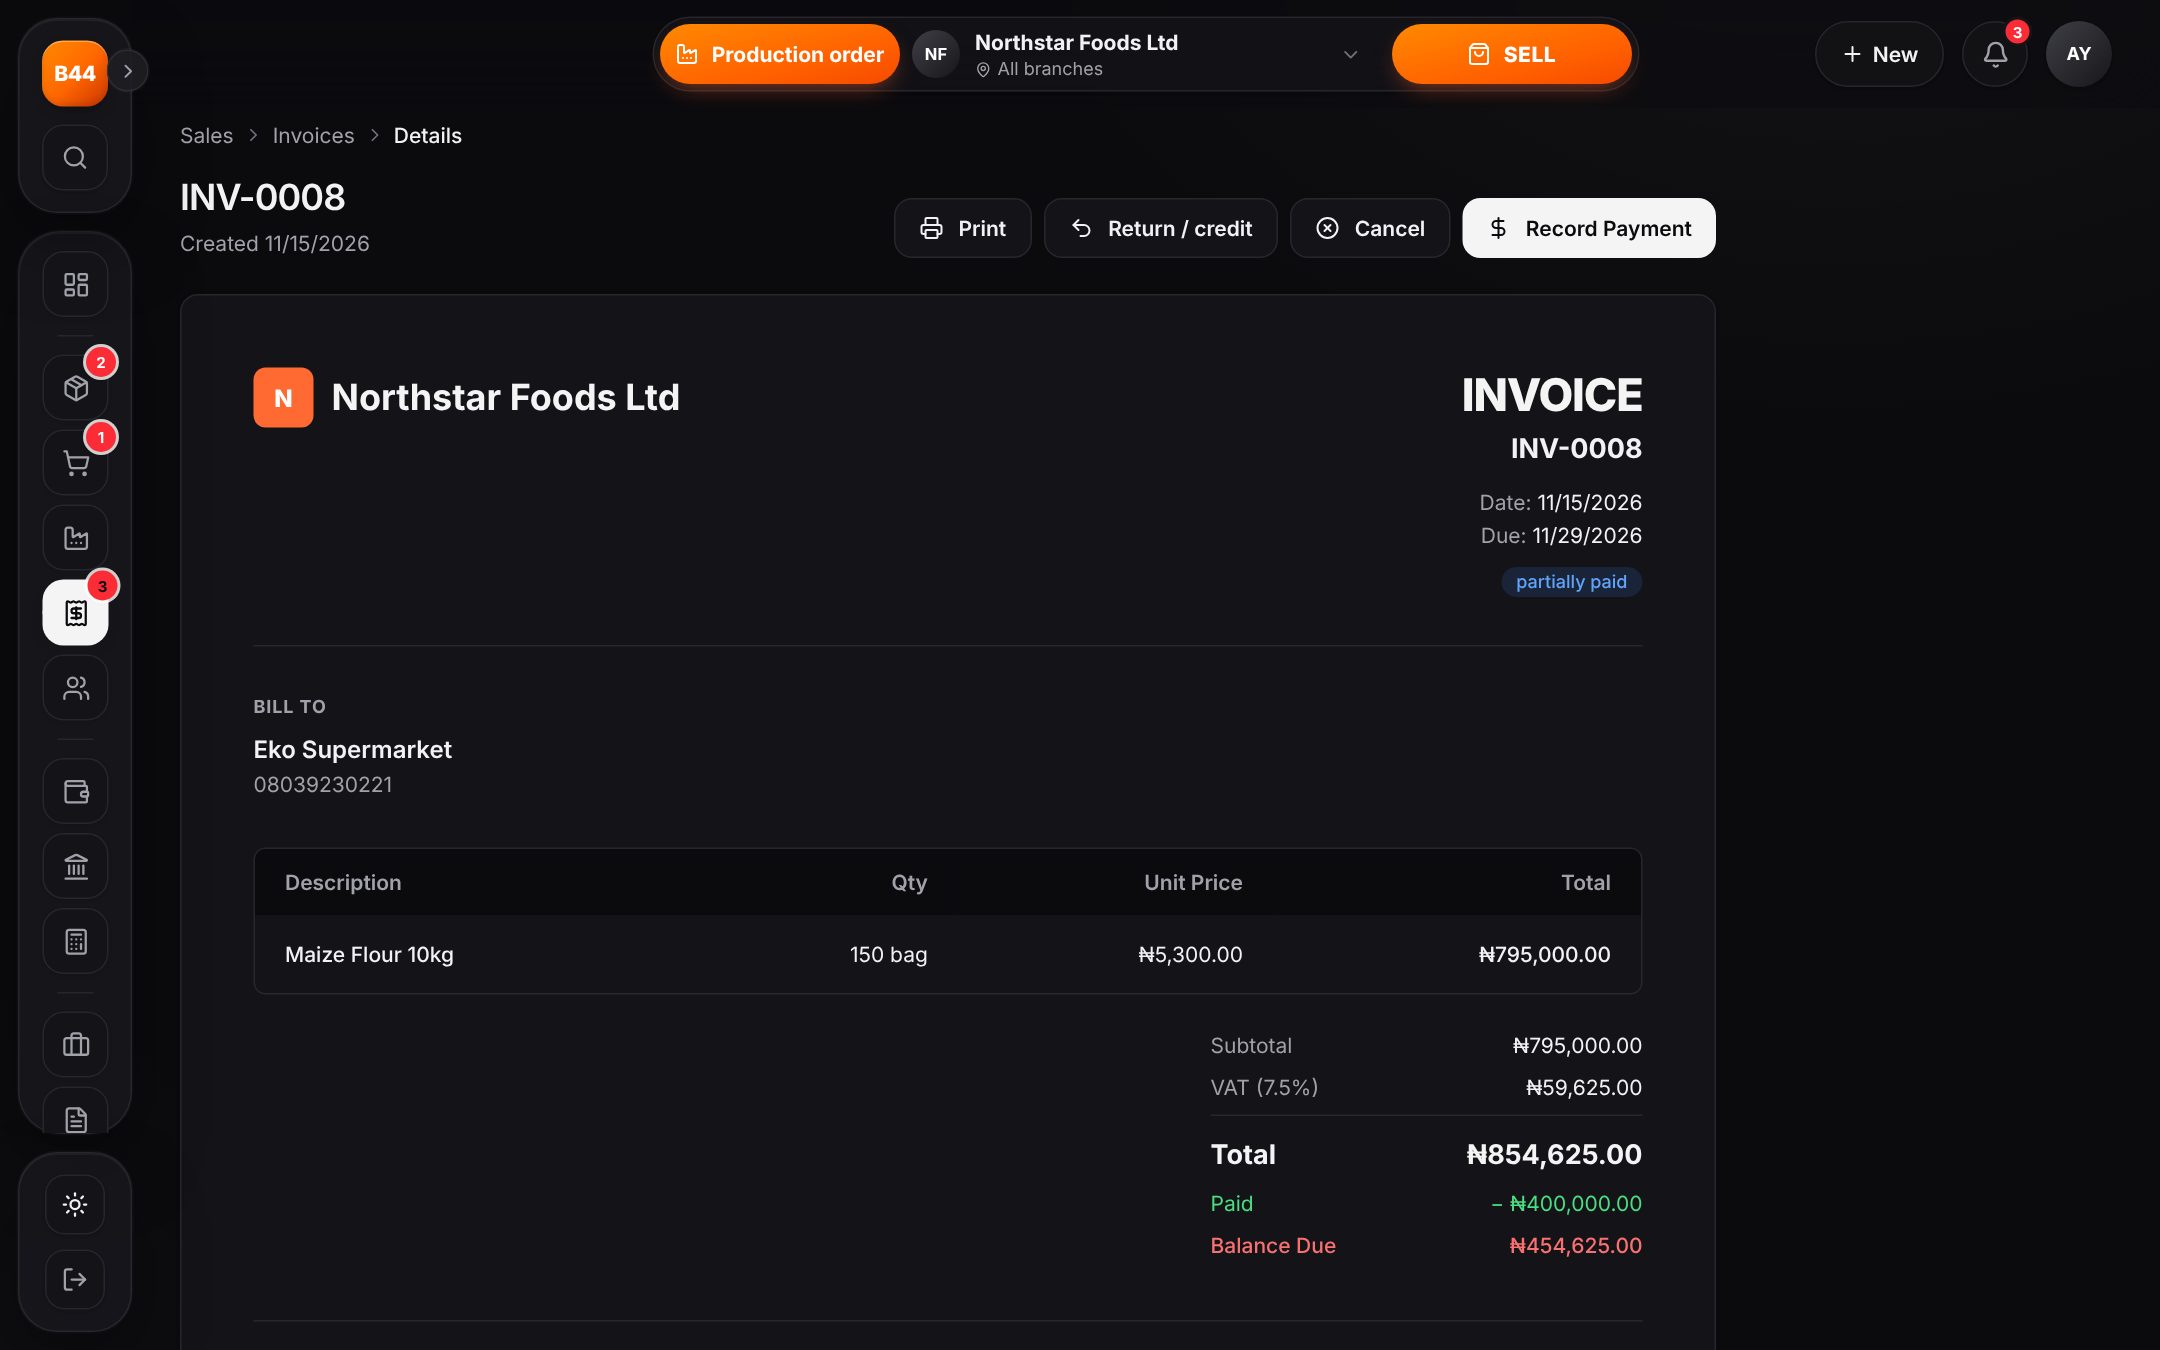 B44
Production order
NF
Northstar Foods Ltd
All branches
SELL
New
3
AY
Sales > Invoices > Details
INV-0008
Created 11/15/2026
Print
Return / credit
Cancel
$ Record Payment
2
1
3
N
Northstar Foods Ltd
INVOICE
INV-0008
Date: 11/15/2026
Due: 11/29/2026
partially paid
BILL TO
Eko Supermarket
08039230221
Description Qty Unit Price Total
Maize Flour 10kg 150 bag ₦5,300.00 ₦795,000.00
Subtotal ₦795,000.00
VAT (7.5%) ₦59,625.00
Total ₦854,625.00
Paid – ₦400,000.00
Balance Due ₦454,625.00